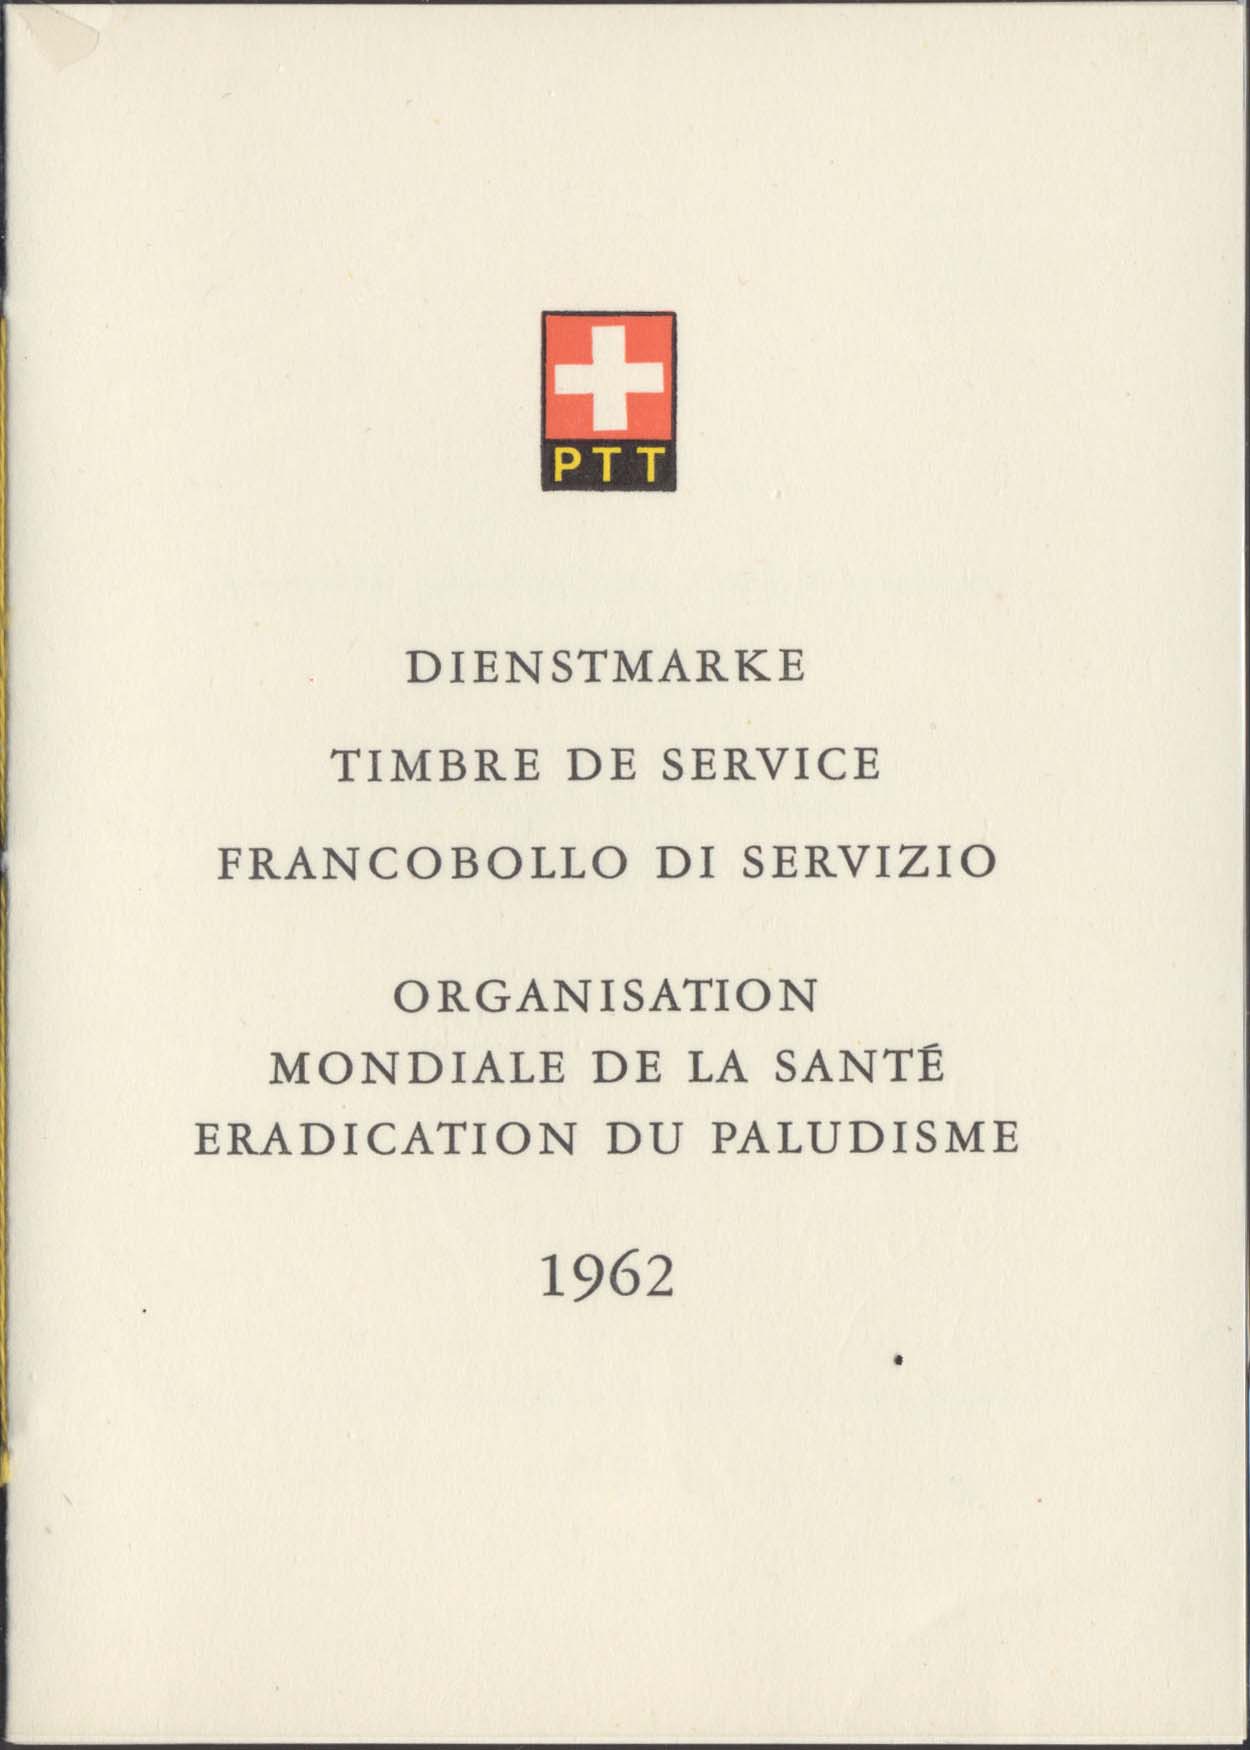 PTT
DIENSTMARKE
TIMBRE DE SERVICE
FRANCOBOLLO DI SERVIZIO
ORGANISATION
MONDIALE DE LA SANTÉ
ERADICATION DU PALUDISME
1962